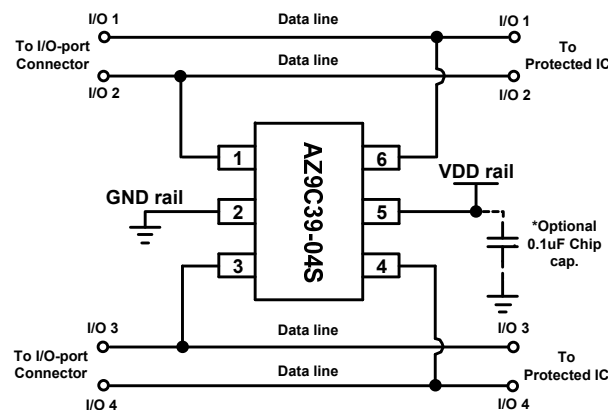 I/O 1
Data line
I/O 1
To I/O-port
Connector
Data line
To
Protected IC
I/O 2
I/O 2
AZ9C39-04S
1
6
GND rail
2
5
VDD rail
*Optional
0.1uF Chip
cap.
3
4
I/O 3
Data line
I/O 3
To I/O-port
Connector
Data line
To
Protected IC
I/O 4
I/O 4